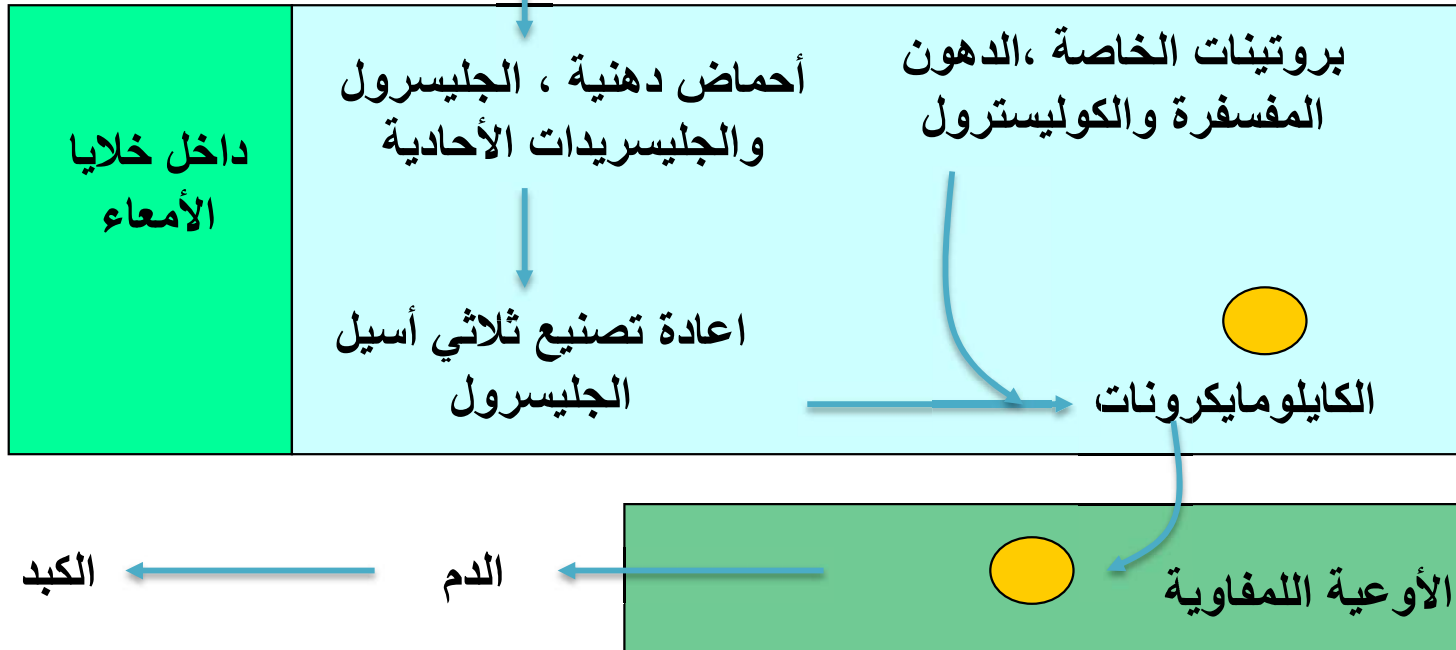 بروتينات الخاصة ،الدهون
المفسفرة والكوليسترول
أحماض دهنية ، الجليسرول
والجليسريدات الأحادية
داخل خلايا
الأمعاء
اعادة تصنيع ثلاثي أسيل
الجليسرول
الكايلومايكرونات
الأوعية اللمفاوية
الدم
الكبد